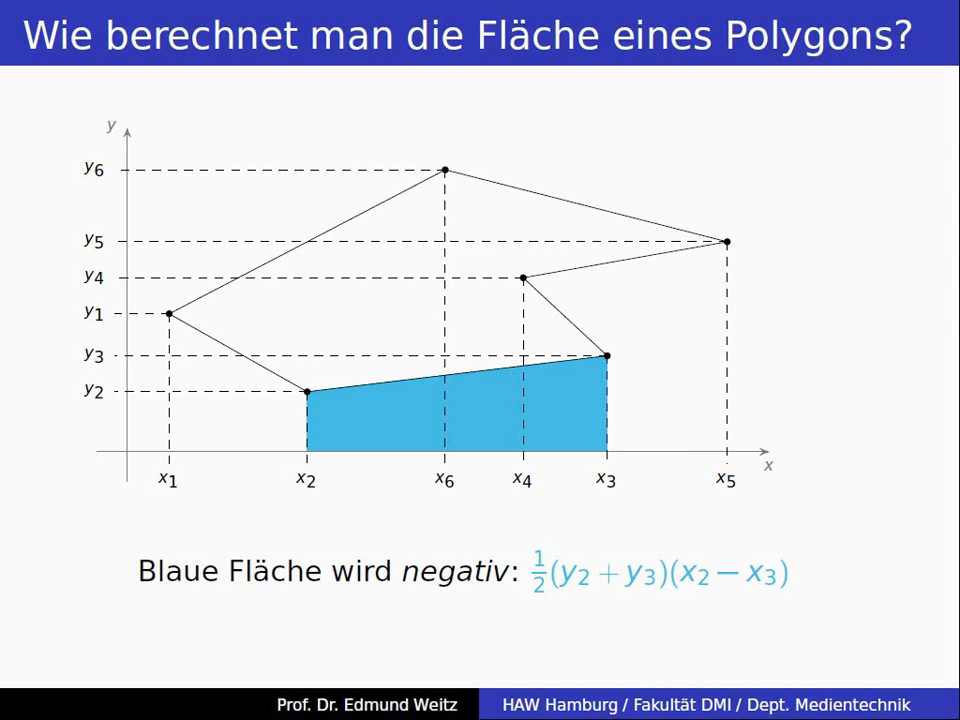 Wie berechnet man die Fläche eines Polygons?
y
y6
y5
y4
y1
y3
y2
x1 x2 x6 x4 x3 x5 x
Blaue Fläche wird negativ: 1/2(y2 + y3)(x2 − x3)
Prof. Dr. Edmund Weitz HAW Hamburg / Fakultät DMI / Dept. Medientechnik